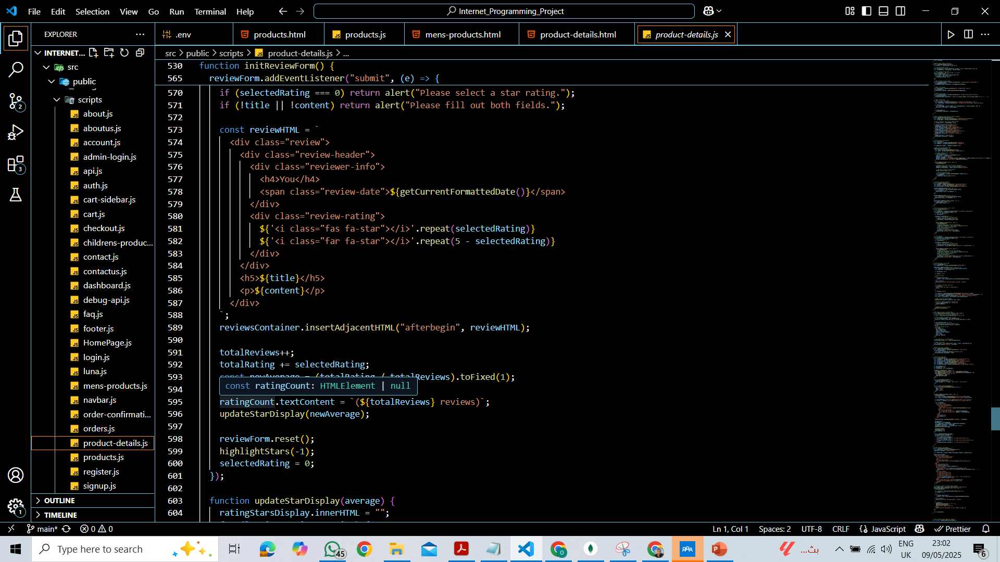 File Edit Selection View Go Run Terminal Help
Internet_Programming_Project
EXPLORER
.env
products.html
products.js
mens-products.html
product-details.html
product-details.js
INTERNET...
src > public > scripts > product-details.js > ...
src
public
scripts
about.js
aboutus.js
account.js
admin-login.js
api.js
auth.js
cart-sidebar.js
cart.js
checkout.js
childrens-produc...
contact.js
contactus.js
dashboard.js
debug-api.js
faq.js
footer.js
HomePage.js
login.js
luna.js
mens-products.js
navbar.js
order-confirmati...
orders.js
product-details.js
products.js
register.js
signup.js
OUTLINE
TIMELINE
2
3
1
530 function initReviewForm() {
565 reviewForm.addEventListener("submit", (e) => {
570 if (selectedRating === 0) return alert("Please select a star rating.");
571 if (!title || !content) return alert("Please fill out both fields.");
572
573 const reviewHTML = `
574 <div class="review">
575 <div class="review-header">
576 <div class="reviewer-info">
577 <h4>You</h4>
578 <span class="review-date">${getCurrentFormattedDate()}</span>
579 </div>
580 <div class="review-rating">
581 ${'<i class="fas fa-star"></i>'.repeat(selectedRating)}
582 ${'<i class="far fa-star"></i>'.repeat(5 - selectedRating)}
583 </div>
584 </div>
585 <h5>${title}</h5>
586 <p>${content}</p>
587 </div>
588 `;
589 reviewsContainer.insertAdjacentHTML("afterbegin", reviewHTML);
590
591 totalReviews++;
592 totalRating += selectedRating;
593 const newAverage = (totalRating / totalReviews).toFixed(1);
594 const ratingCount: HTMLElement | null
595 ratingCount.textContent = `(${totalReviews} reviews)`;
596 updateStarDisplay(newAverage);
597
598 reviewForm.reset();
599 highlightStars(-1);
600 selectedRating = 0;
601 });
602
603 function updateStarDisplay(average) {
604 ratingStarsDisplay.innerHTML = "";
main* 0 0
Ln 1, Col 1 Spaces: 2 UTF-8 CRLF JavaScript Prettier
Type here to search
45
بث...
ENG
UK
23:02
09/05/2025
6